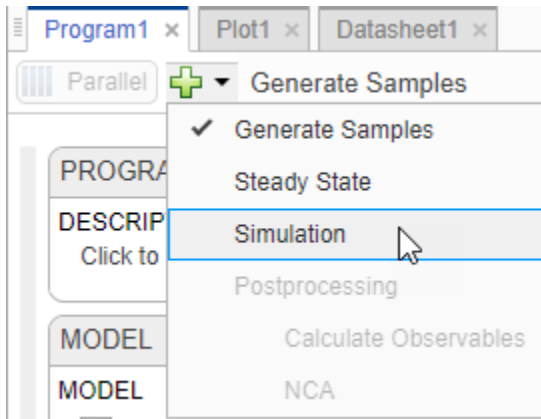 Program1 × Plot1 × Datasheet1 ×
Parallel Generate Samples
Generate Samples
PROGRA
Steady State
DESCRIP
Simulation
Click to
Postprocessing
MODEL
Calculate Observables
MODEL
NCA